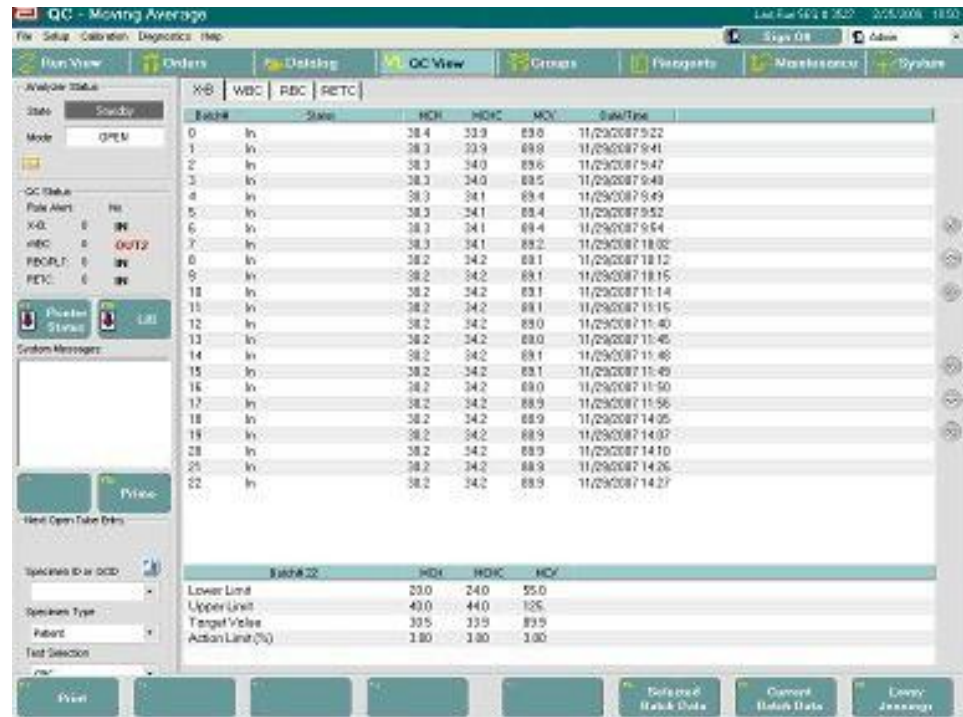 QC - Moving Average
2/25/2008 18:50
File Setup Calibration Diagnostics Help
Sign Off Admin
Run View Orders Datalog QC View Groups Reagents Maintenance System
Analyzer Status
State Standby
Mode OPEN
QC Status
Rule Alert: No
X-B: 0 IN
WBC: 0 OUT2
RBC/PLT: 0 IN
RETC: 0 IN
Printer Status
LIS
System Messages:
Prime
Next Open Tube Entry
Specimen ID or QCID
Specimen Type
Patient
Test Selection
CBC
X-B WBC RBC RETC
Batch# Status MCH MCHC MCV Date/Time
0 In 30.4 33.9 89.8 11/29/2007 9:22
1 In 30.3 33.9 89.8 11/29/2007 9:41
2 In 30.3 34.0 89.6 11/29/2007 9:47
3 In 30.3 34.0 89.5 11/29/2007 9:48
4 In 30.3 34.1 89.4 11/29/2007 9:49
5 In 30.3 34.1 89.4 11/29/2007 9:52
6 In 30.3 34.1 89.4 11/29/2007 9:54
7 In 30.3 34.1 89.2 11/29/2007 10:02
8 In 30.2 34.2 89.1 11/29/2007 10:12
9 In 30.2 34.2 89.1 11/29/2007 10:15
10 In 30.2 34.2 89.1 11/29/2007 11:14
11 In 30.2 34.2 89.1 11/29/2007 11:15
12 In 30.2 34.2 89.0 11/29/2007 11:40
13 In 30.2 34.2 89.0 11/29/2007 11:45
14 In 30.2 34.2 89.1 11/29/2007 11:48
15 In 30.2 34.2 89.1 11/29/2007 11:49
16 In 30.2 34.2 89.0 11/29/2007 11:50
17 In 30.2 34.2 88.9 11/29/2007 11:56
18 In 30.2 34.2 88.9 11/29/2007 14:05
19 In 30.2 34.2 88.9 11/29/2007 14:07
20 In 30.2 34.2 88.9 11/29/2007 14:10
21 In 30.2 34.2 88.9 11/29/2007 14:26
22 In 30.2 34.2 88.9 11/29/2007 14:27
Batch# 22 MCH MCHC MCV
Lower Limit 20.0 24.0 55.0
Upper Limit 40.0 44.0 125.
Target Value 30.5 33.9 89.9
Action Limit (%) 3.00 3.00 3.00
Print
Selected Batch Data
Current Batch Data
Levey Jennings